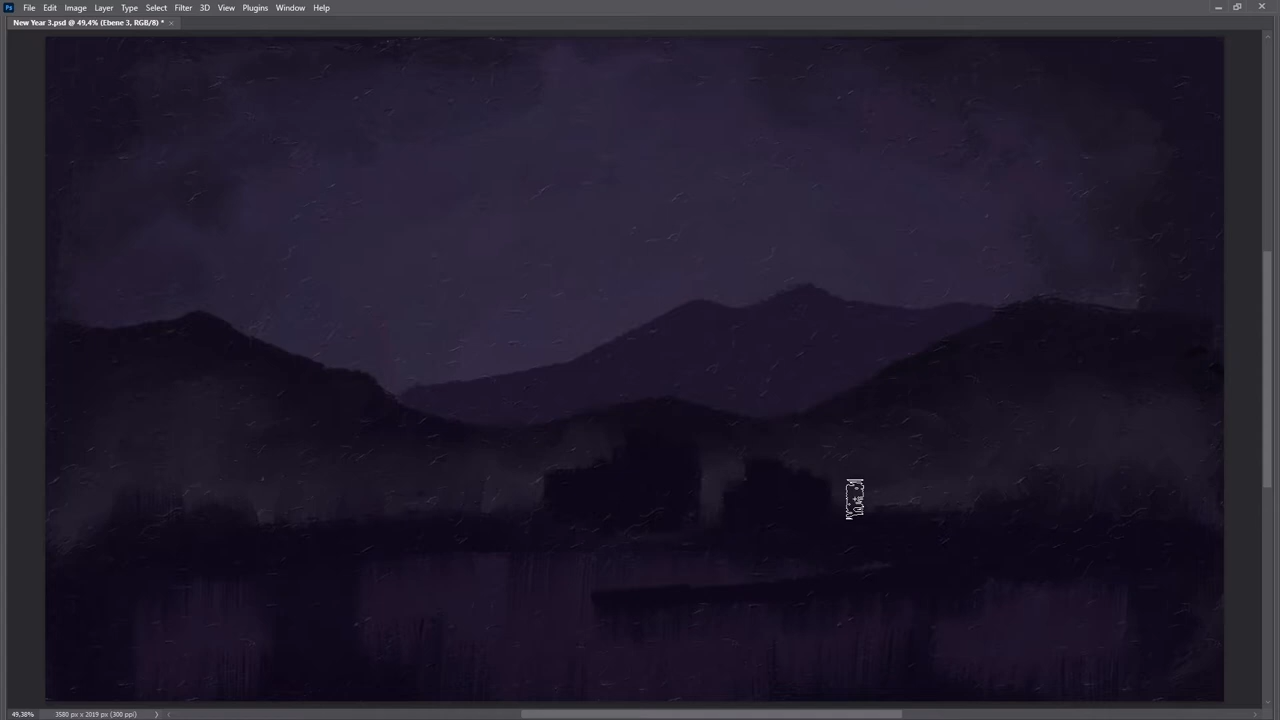 Ps File Edit Image Layer Type Select Filter 3D View Plugins Window Help
New Year 3.psd @ 49,4% (Ebene 3, RGB/8) *
49,38% 3580 px x 2019 px (300 ppi)